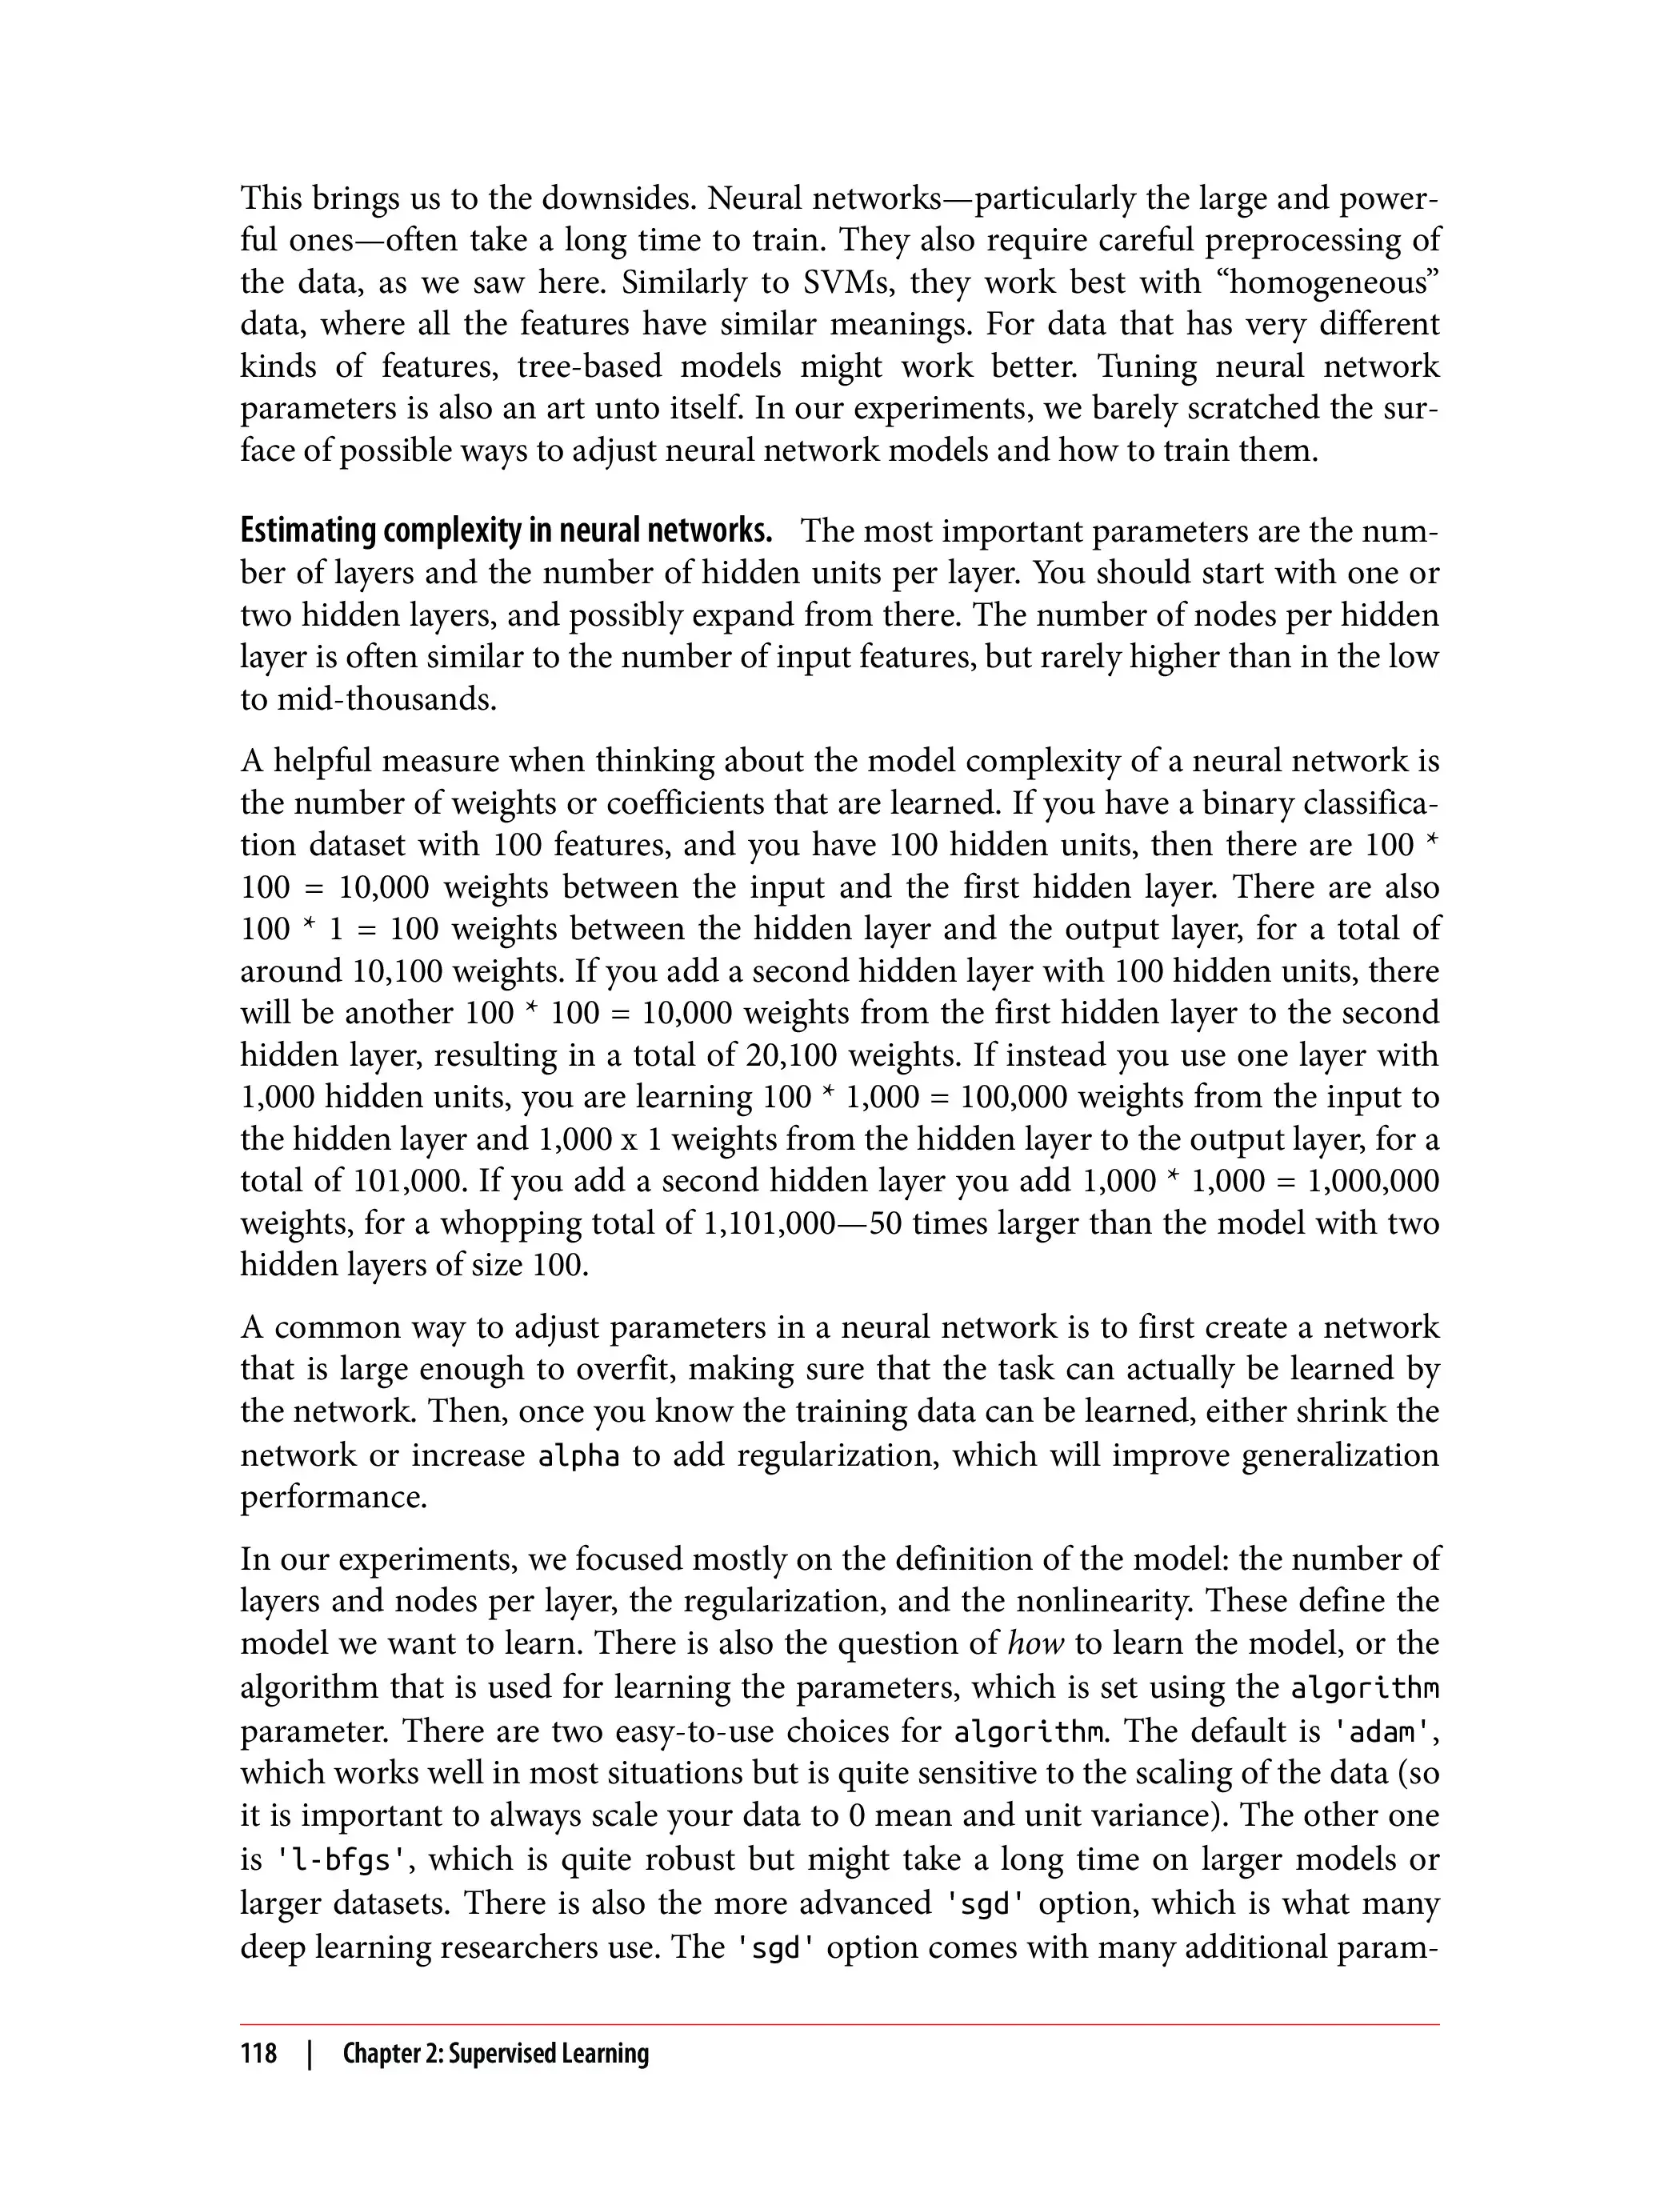 This brings us to the downsides. Neural networks—particularly the large and power-
ful ones—often take a long time to train. They also require careful preprocessing of
the data, as we saw here. Similarly to SVMs, they work best with “homogeneous”
data, where all the features have similar meanings. For data that has very different
kinds of features, tree-based models might work better. Tuning neural network
parameters is also an art unto itself. In our experiments, we barely scratched the sur-
face of possible ways to adjust neural network models and how to train them.
Estimating complexity in neural networks. The most important parameters are the num-
ber of layers and the number of hidden units per layer. You should start with one or
two hidden layers, and possibly expand from there. The number of nodes per hidden
layer is often similar to the number of input features, but rarely higher than in the low
to mid-thousands.
A helpful measure when thinking about the model complexity of a neural network is
the number of weights or coefficients that are learned. If you have a binary classifica-
tion dataset with 100 features, and you have 100 hidden units, then there are 100 *
100 = 10,000 weights between the input and the first hidden layer. There are also
100 * 1 = 100 weights between the hidden layer and the output layer, for a total of
around 10,100 weights. If you add a second hidden layer with 100 hidden units, there
will be another 100 * 100 = 10,000 weights from the first hidden layer to the second
hidden layer, resulting in a total of 20,100 weights. If instead you use one layer with
1,000 hidden units, you are learning 100 * 1,000 = 100,000 weights from the input to
the hidden layer and 1,000 x 1 weights from the hidden layer to the output layer, for a
total of 101,000. If you add a second hidden layer you add 1,000 * 1,000 = 1,000,000
weights, for a whopping total of 1,101,000—50 times larger than the model with two
hidden layers of size 100.
A common way to adjust parameters in a neural network is to first create a network
that is large enough to overfit, making sure that the task can actually be learned by
the network. Then, once you know the training data can be learned, either shrink the
network or increase alpha to add regularization, which will improve generalization
performance.
In our experiments, we focused mostly on the definition of the model: the number of
layers and nodes per layer, the regularization, and the nonlinearity. These define the
model we want to learn. There is also the question of how to learn the model, or the
algorithm that is used for learning the parameters, which is set using the algorithm
parameter. There are two easy-to-use choices for algorithm. The default is 'adam',
which works well in most situations but is quite sensitive to the scaling of the data (so
it is important to always scale your data to 0 mean and unit variance). The other one
is 'l-bfgs', which is quite robust but might take a long time on larger models or
larger datasets. There is also the more advanced 'sgd' option, which is what many
deep learning researchers use. The 'sgd' option comes with many additional param-
118 | Chapter 2: Supervised Learning